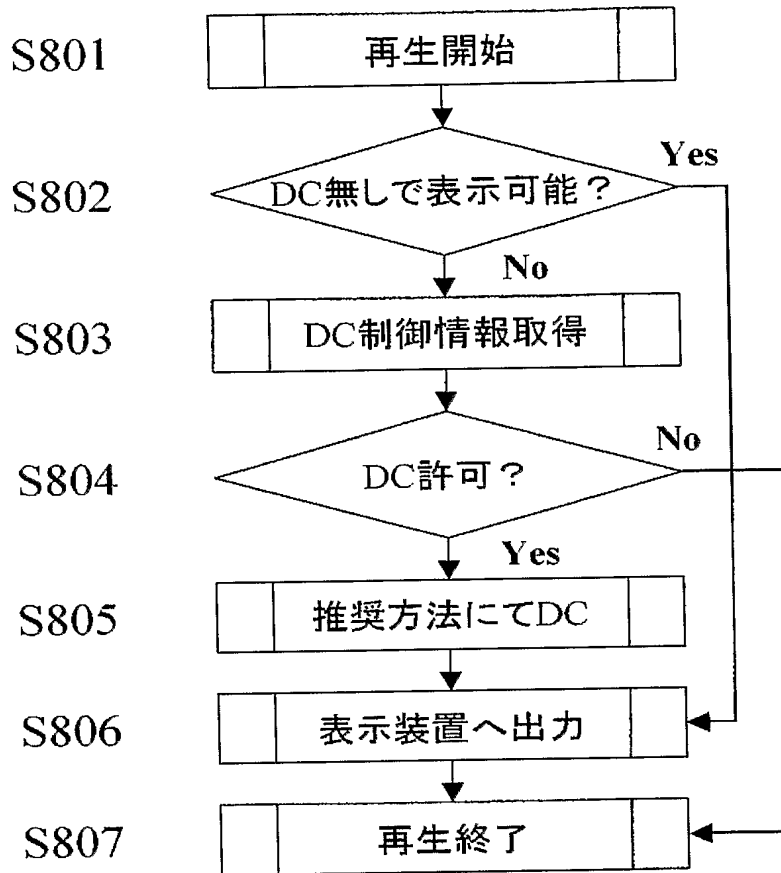 S801
再生開始
S802
DC無しで表示可能？
Yes
No
S803
DC制御情報取得
S804
DC許可？
No
Yes
S805
推奨方法にてDC
S806
表示装置へ出力
S807
再生終了